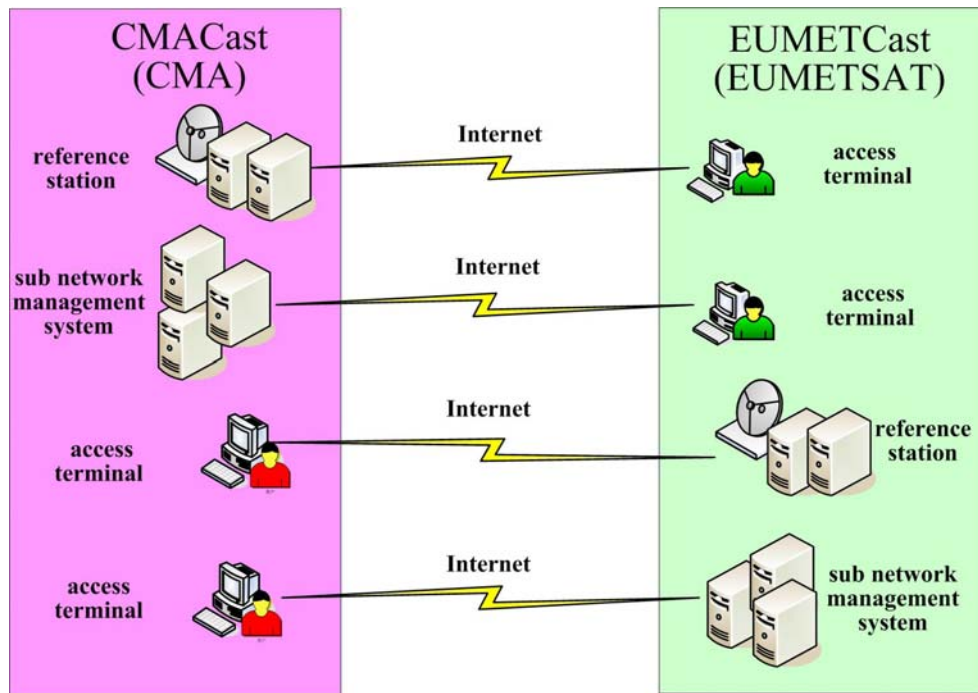 CMACast
(CMA)
EUMETCast
(EUMETSAT)
reference
station
Internet
access
terminal
sub network
management
system
Internet
access
terminal
access
terminal
Internet
reference
station
access
terminal
Internet
sub network
management
system